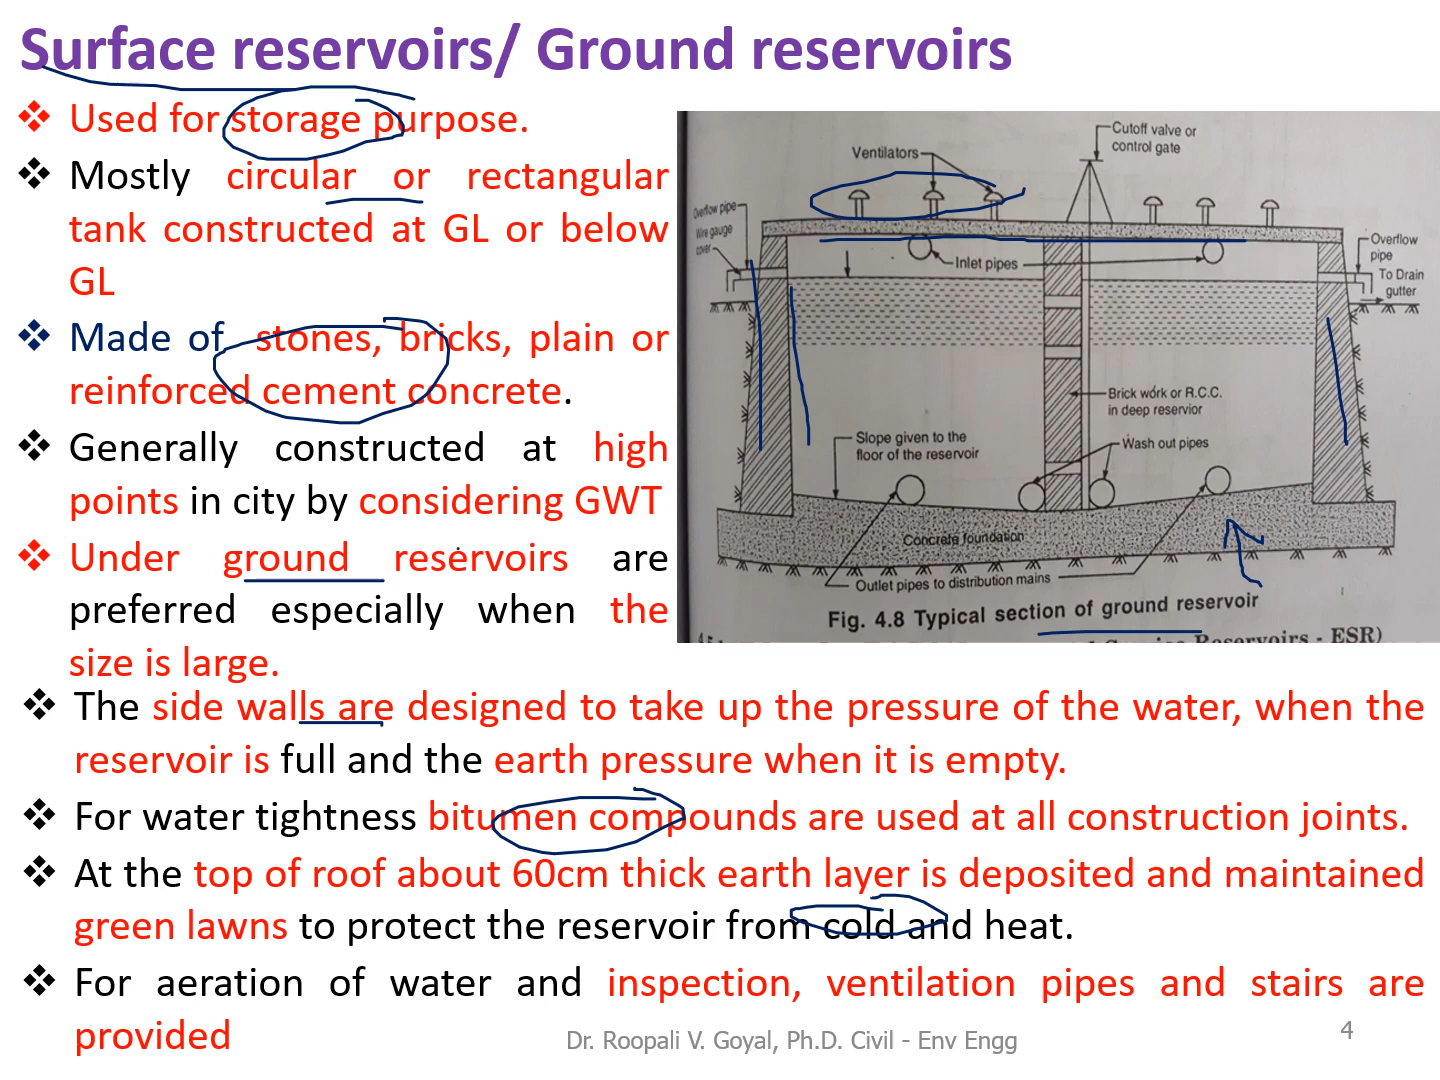 Surface reservoirs/ Ground reservoirs
Used for storage purpose.
Mostly circular or rectangular
tank constructed at GL or below
GL
Made of stones, bricks, plain or
reinforced cement concrete.
Generally constructed at high
points in city by considering GWT
Under ground reservoirs are
preferred especially when the
size is large.
The side walls are designed to take up the pressure of the water, when the
reservoir is full and the earth pressure when it is empty.
For water tightness bitumen compounds are used at all construction joints.
At the top of roof about 60cm thick earth layer is deposited and maintained
green lawns to protect the reservoir from cold and heat.
For aeration of water and inspection, ventilation pipes and stairs are
provided
Cutoff valve or
control gate
Ventilators
Overflow pipe
Wire gauge
cover
Inlet pipes
Overflow
pipe
To Drain
gutter
Brick work or R.C.C.
in deep reservior
Slope given to the
floor of the reservoir
Wash out pipes
Concrete foundation
Outlet pipes to distribution mains
Fig. 4.8 Typical section of ground reservoir
Reservoirs - ESR)
Dr. Roopali V. Goyal, Ph.D. Civil - Env Engg
4